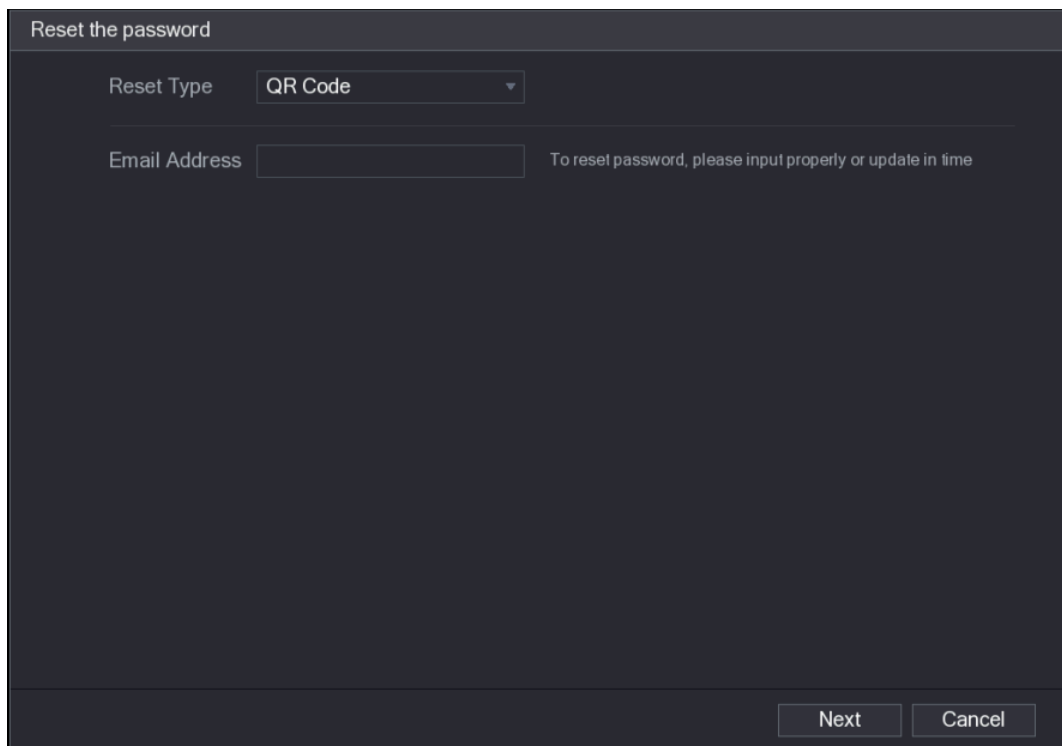 Reset the password
Reset Type QR Code
Email Address To reset password, please input properly or update in time
Next Cancel